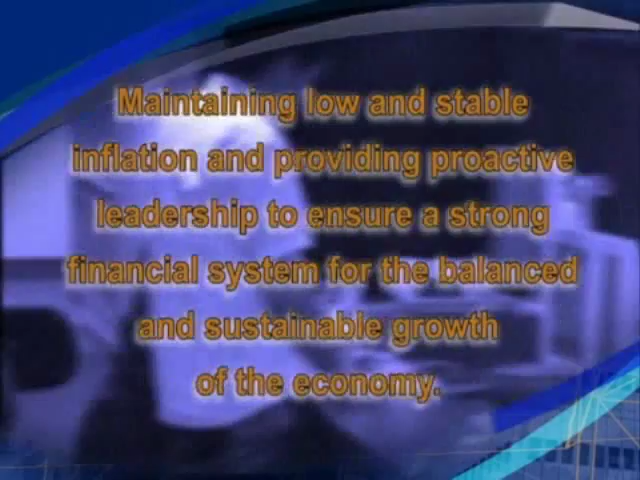 Maintaining low and stable
inflation and providing proactive
leadership to ensure a strong
financial system for the balanced
and sustainable growth
of the economy.